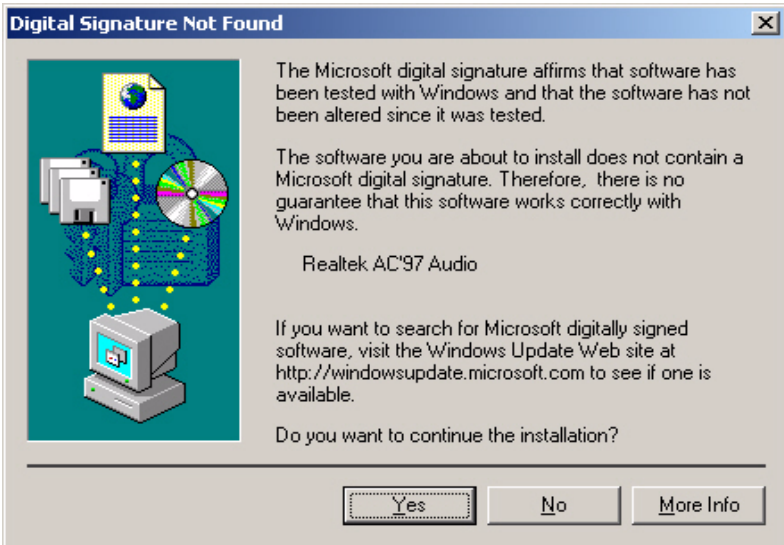 Digital Signature Not Found
The Microsoft digital signature affirms that software has
been tested with Windows and that the software has not
been altered since it was tested.
The software you are about to install does not contain a
Microsoft digital signature. Therefore,  there is no
guarantee that this software works correctly with
Windows.
Realtek AC'97 Audio
If you want to search for Microsoft digitally signed
software, visit the Windows Update Web site at
http://windowsupdate.microsoft.com to see if one is
available.
Do you want to continue the installation?
Yes
No
More Info